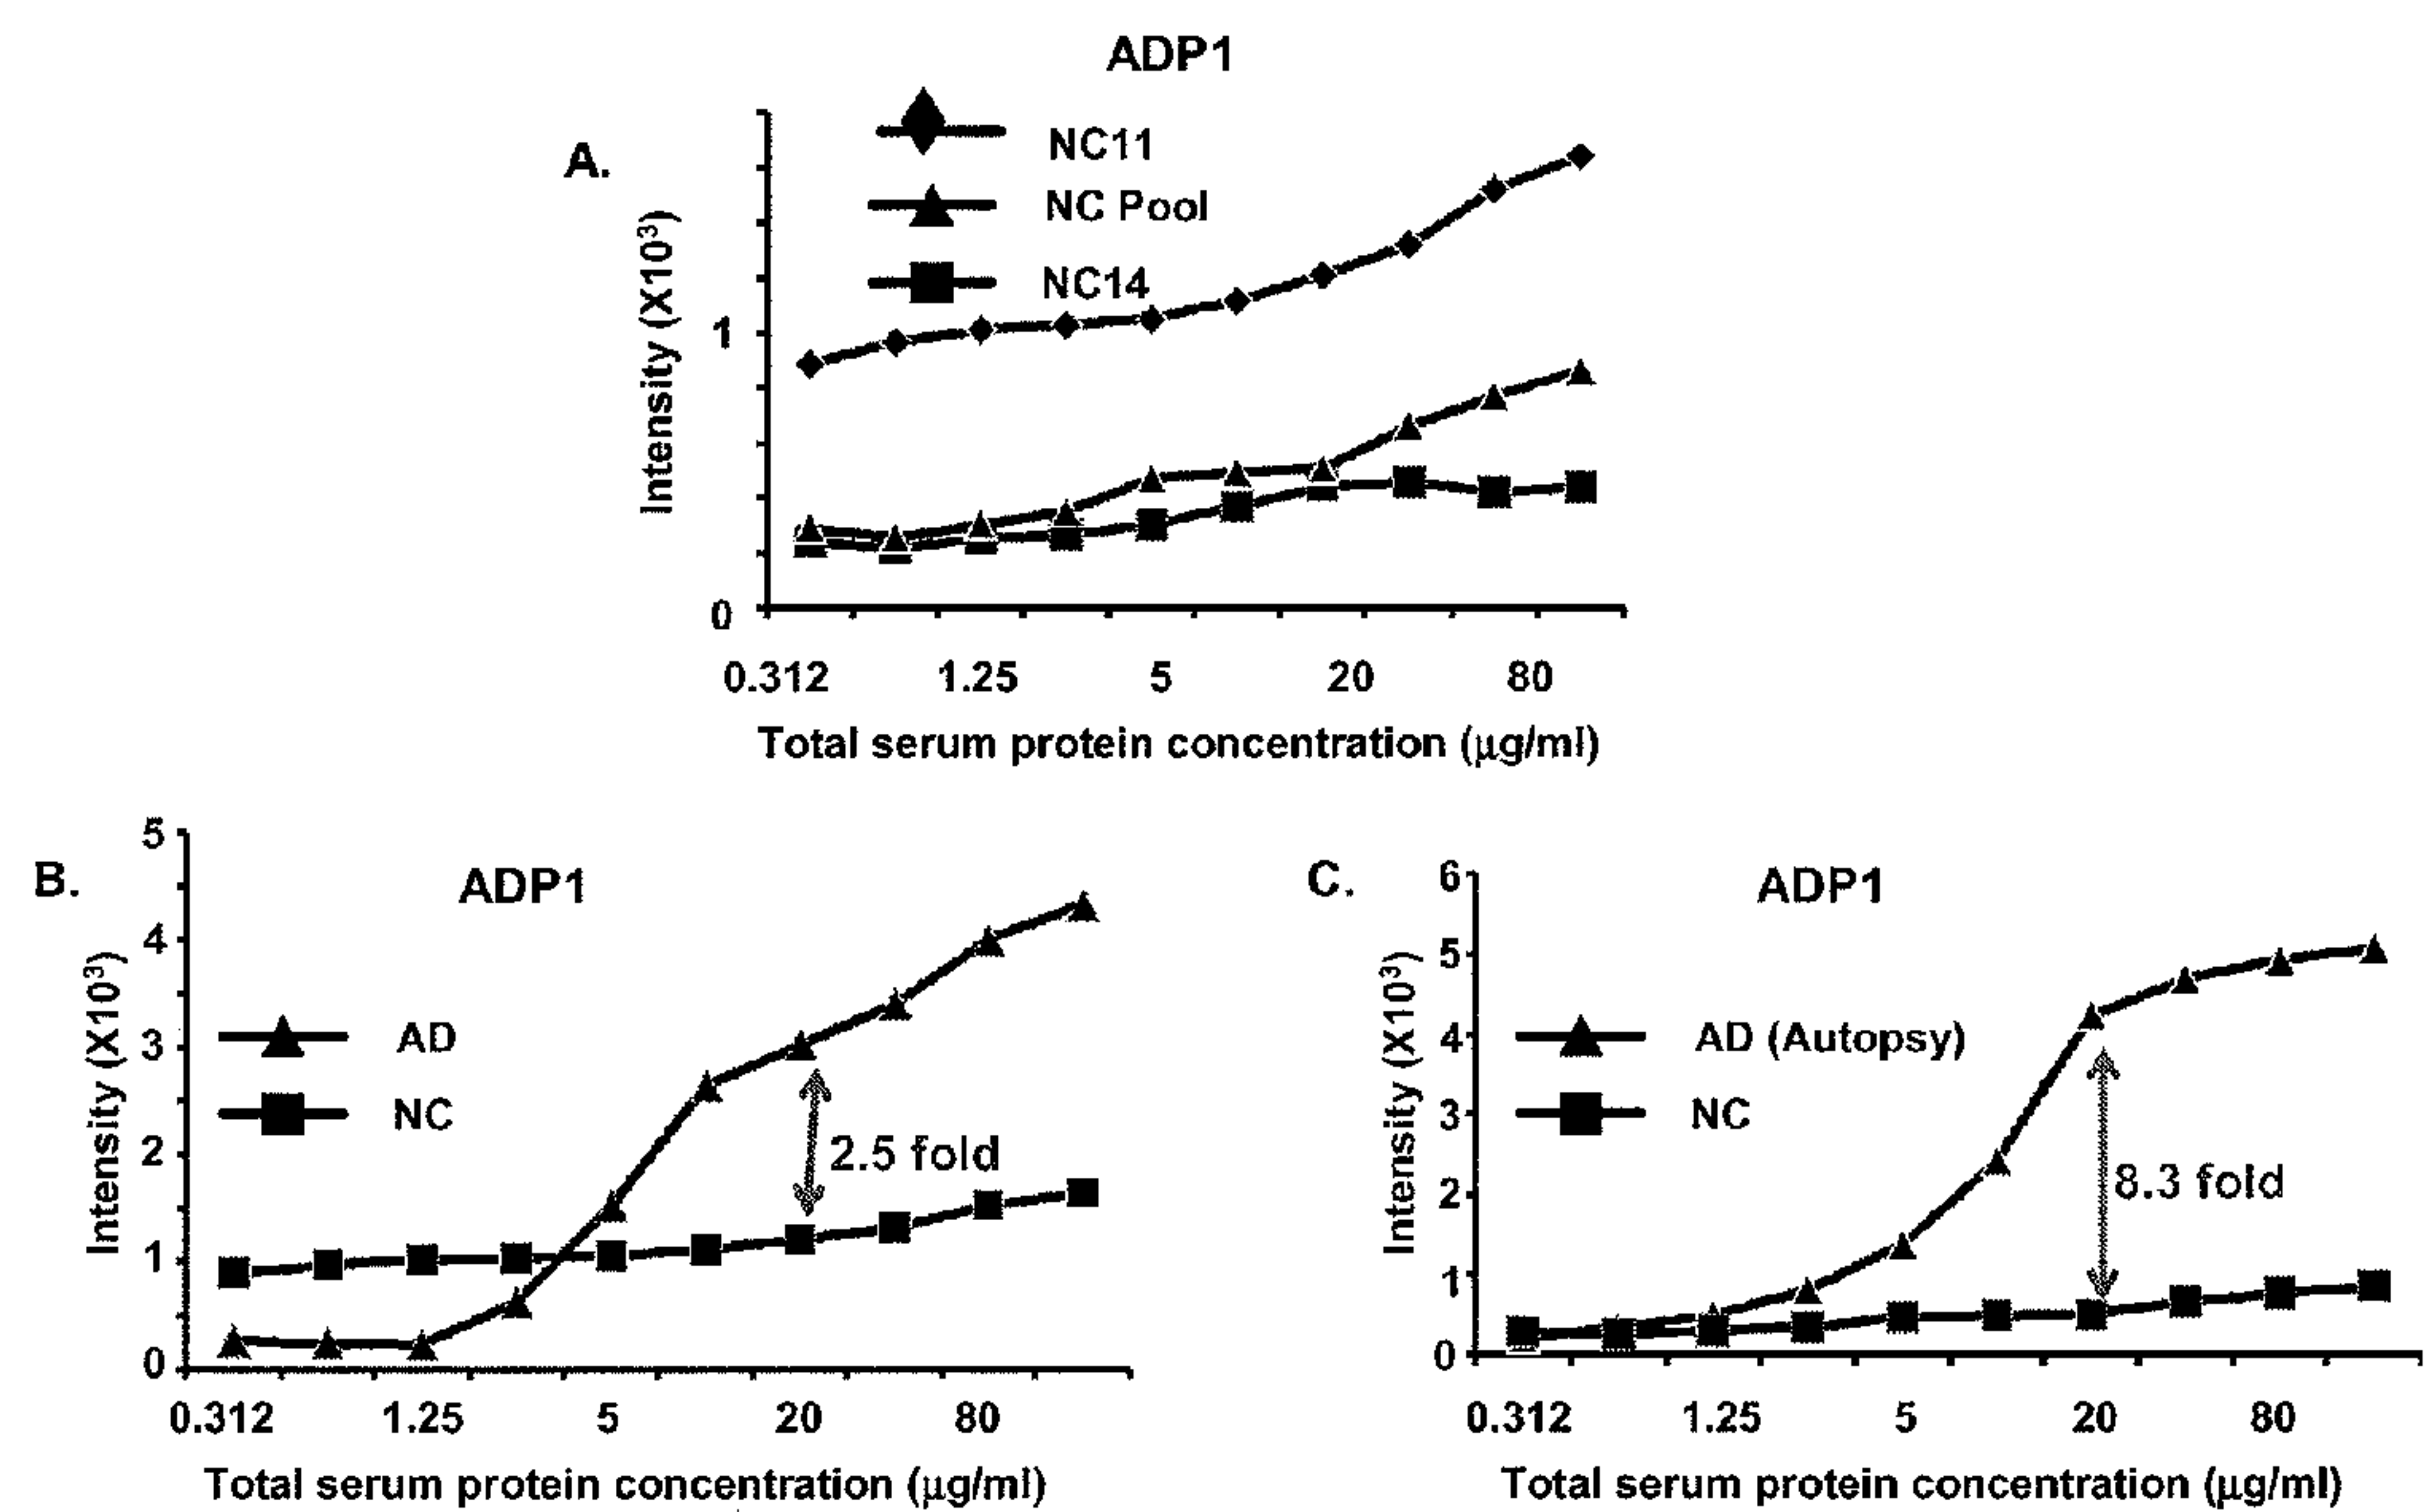 ADP1
A.
NC11
NC Pool
NC14
Intensity (X10³)
1
0
0.312 1.25 5 20 80
Total serum protein concentration (µg/ml)
B.
ADP1
5
4
3
2
1
0
Intensity (X10³)
AD
NC
2.5 fold
0.312 1.25 5 20 80
Total serum protein concentration (µg/ml)
C.
ADP1
6
5
4
3
2
1
0
Intensity (X10³)
AD (Autopsy)
NC
8.3 fold
0.312 1.25 5 20 80
Total serum protein concentration (µg/ml)